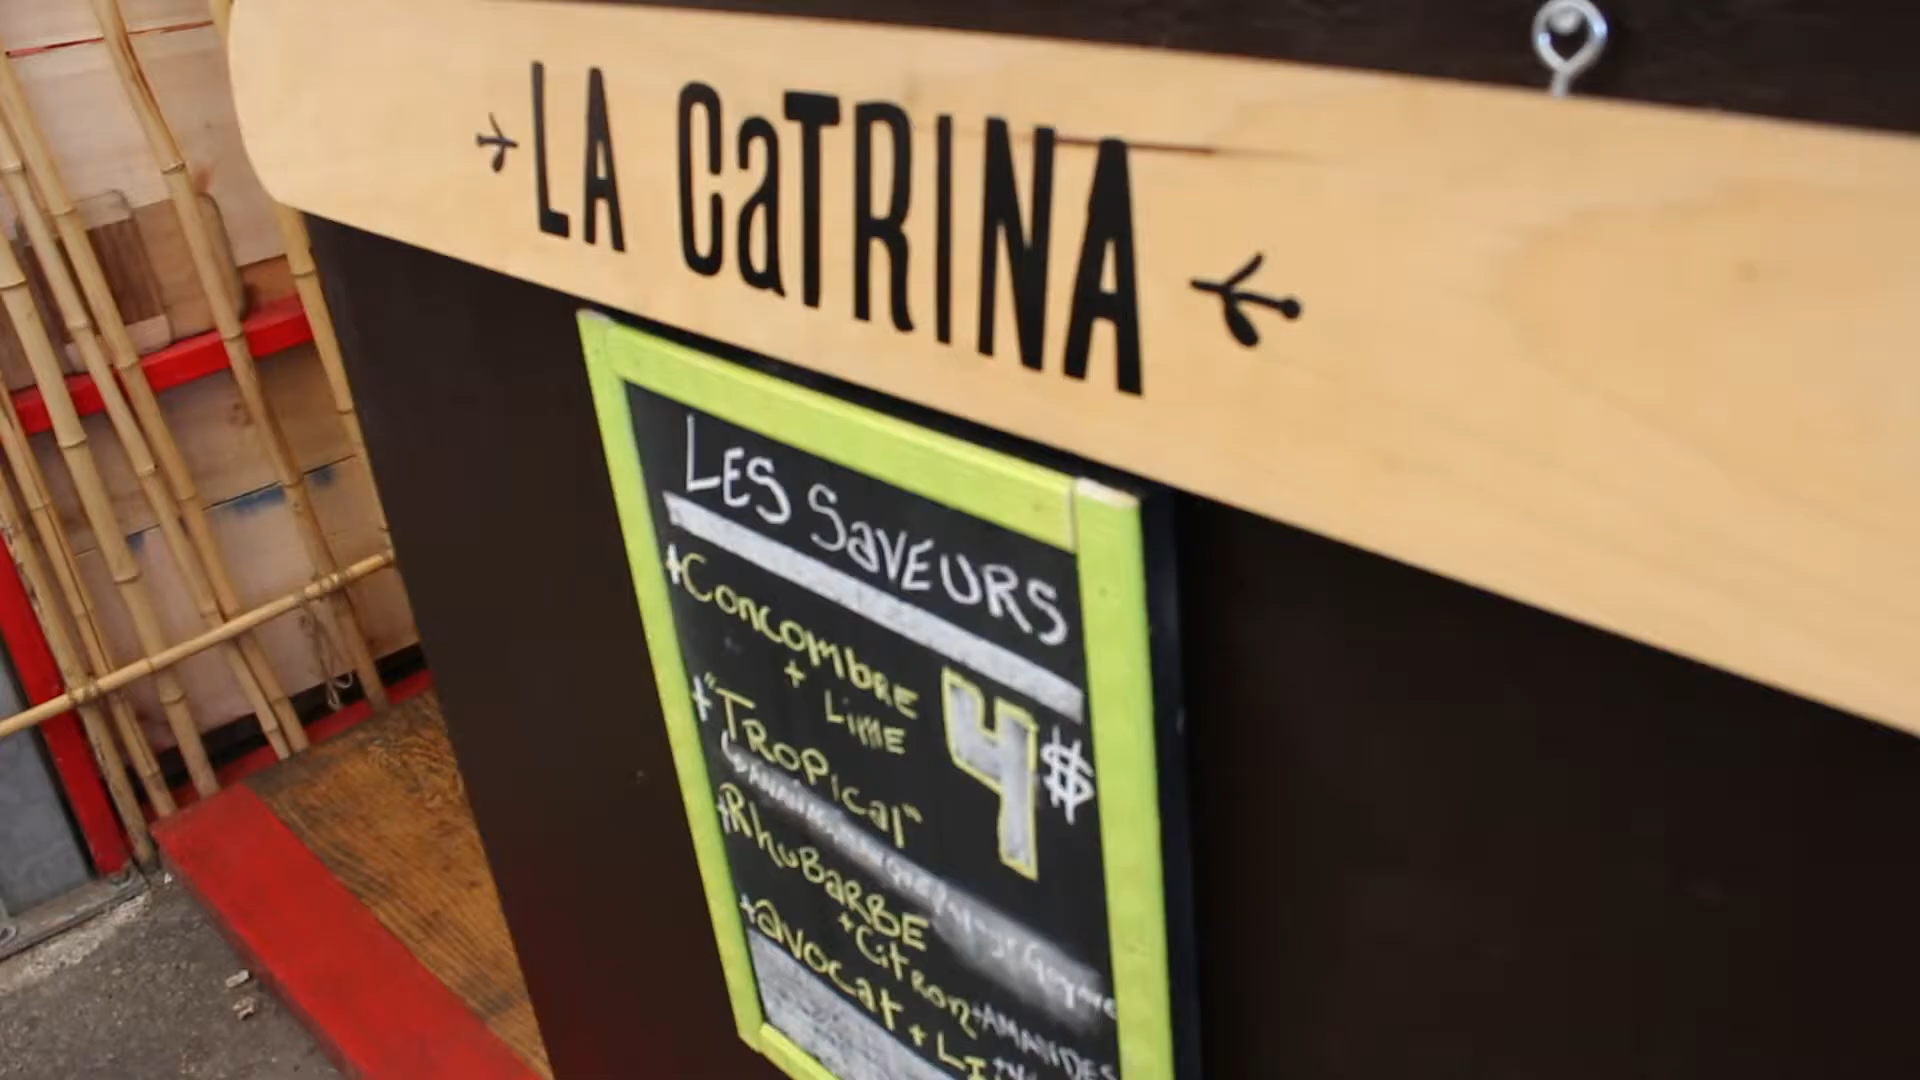 LA CaTRINA
LES SaVEURS
+Concombre
+ Lime
4$
+"TROPical"
+RhuBaRBE
+Citron+AMANDES
+avocat + LI